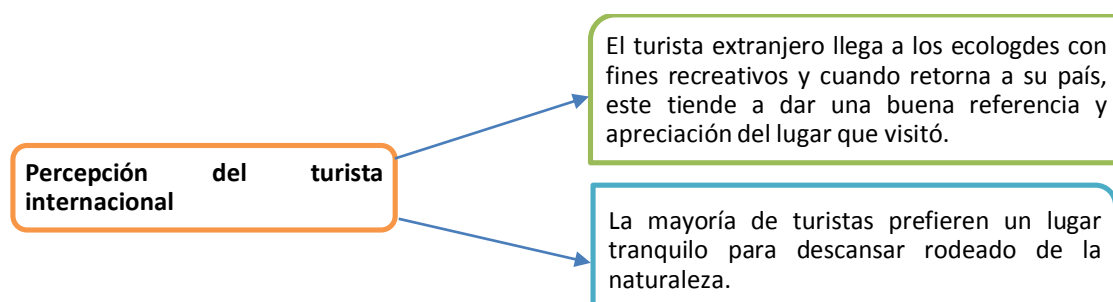 El turista extranjero llega a los ecologdes con
fines recreativos y cuando retorna a su país,
este tiende a dar una buena referencia y
apreciación del lugar que visitó.
Percepción del turista
internacional
La mayoría de turistas prefieren un lugar
tranquilo para descansar rodeado de la
naturaleza.